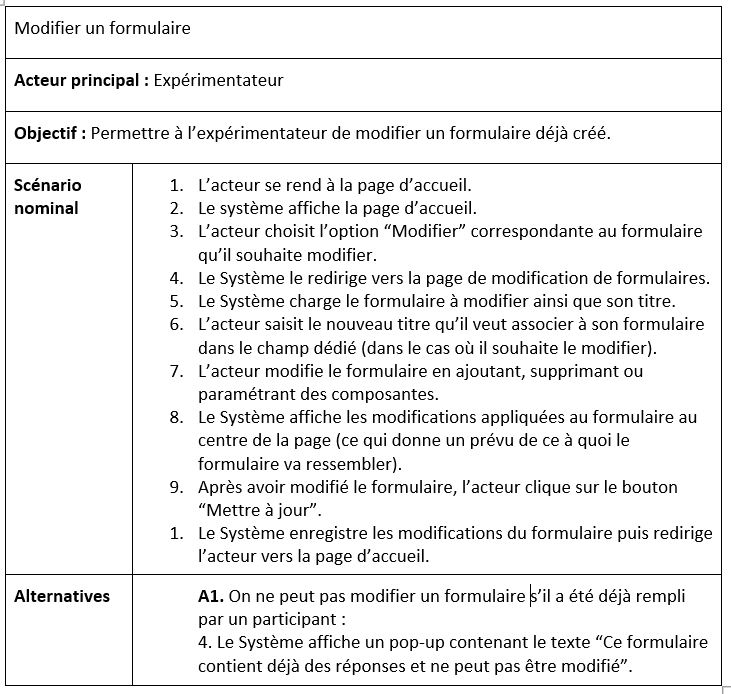 Modifier un formulaire
Acteur principal : Expérimentateur
Objectif : Permettre à l’expérimentateur de modifier un formulaire déjà créé.
Scénario
nominal
1. L’acteur se rend à la page d’accueil.
2. Le système affiche la page d’accueil.
3. L’acteur choisit l’option “Modifier” correspondante au formulaire
qu’il souhaite modifier.
4. Le Système le redirige vers la page de modification de formulaires.
5. Le Système charge le formulaire à modifier ainsi que son titre.
6. L’acteur saisit le nouveau titre qu’il veut associer à son formulaire
dans le champ dédié (dans le cas où il souhaite le modifier).
7. L’acteur modifie le formulaire en ajoutant, supprimant ou
paramétrant des composantes.
8. Le Système affiche les modifications appliquées au formulaire au
centre de la page (ce qui donne un prévu de ce à quoi le
formulaire va ressembler).
9. Après avoir modifié le formulaire, l’acteur clique sur le bouton
“Mettre à jour”.
1. Le Système enregistre les modifications du formulaire puis redirige
l’acteur vers la page d’accueil.
Alternatives
A1. On ne peut pas modifier un formulaire s’il a été déjà rempli
par un participant :
4. Le Système affiche un pop-up contenant le texte “Ce formulaire
contient déjà des réponses et ne peut pas être modifié”.